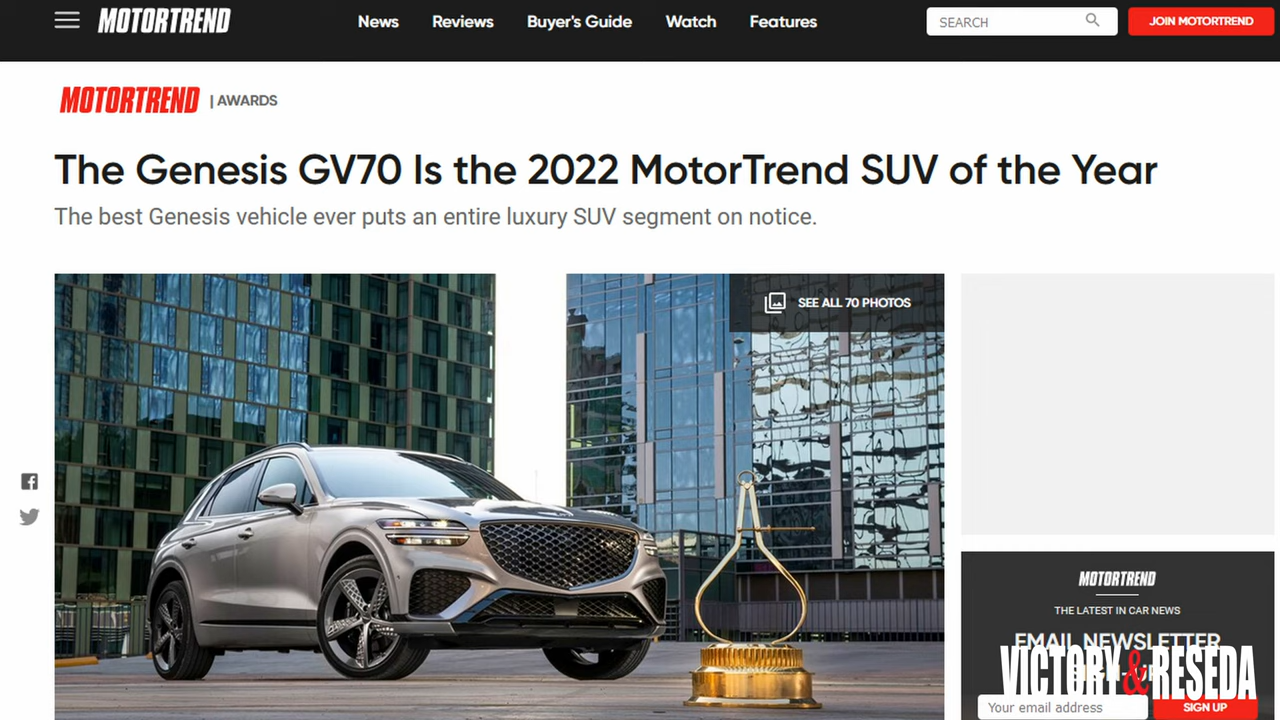 MOTORTREND
News Reviews Buyer's Guide Watch Features
SEARCH
JOIN MOTORTREND
MOTORTREND | AWARDS
The Genesis GV70 Is the 2022 MotorTrend SUV of the Year
The best Genesis vehicle ever puts an entire luxury SUV segment on notice.
SEE ALL 70 PHOTOS
MOTORTREND
THE LATEST IN CAR NEWS
EMAIL NEWSLETTER
VICTORY&RESEDA
Your email address
SIGN UP